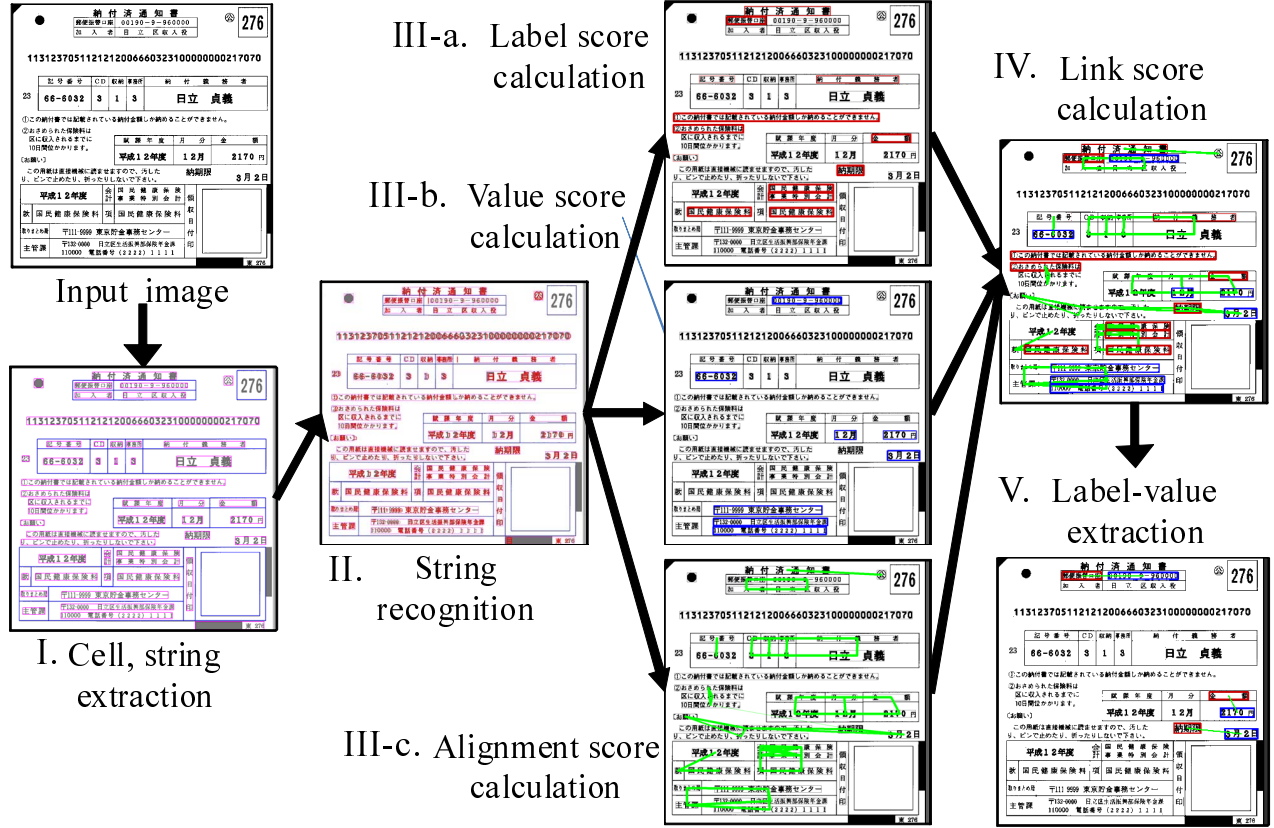 納付済通知書
郵便振替口座 00190-9-960000
加入者 日立区収入役
公
276
11312370511212120066603231000000021707​0
記号番号 CD 収納 事務所 納付義務者
23 66-6032 3 1 3 日立 貞義
①この納付書では記載されている納付金額しか納めることができません。
②おさめられた保険料は
区に収入されるまでに
10日間位かかります。
賦課年度 月分 金額
平成12年度 12月 2170円
〔お願い〕
この用紙は直接機械に読ませますので、汚した
り、ピンで止めたり、折ったりしないで下さい。
納期限
3月2日
平成12年度 会計 国民健康保険
事業特別会計
款 国民健康保険料 項 国民健康保険料
領収日付印
取りまとめ局 〒111-9999 東京貯金事務センター
主管課 〒132-0000 日立区生活振興部保険年金課
110000 電話番号(2222)1111
東 276
Input image
I. Cell, string
extraction
II. String
recognition
III-a. Label score
calculation
III-b. Value score
calculation
III-c. Alignment score
calculation
IV. Link score
calculation
V. Label-value
extraction